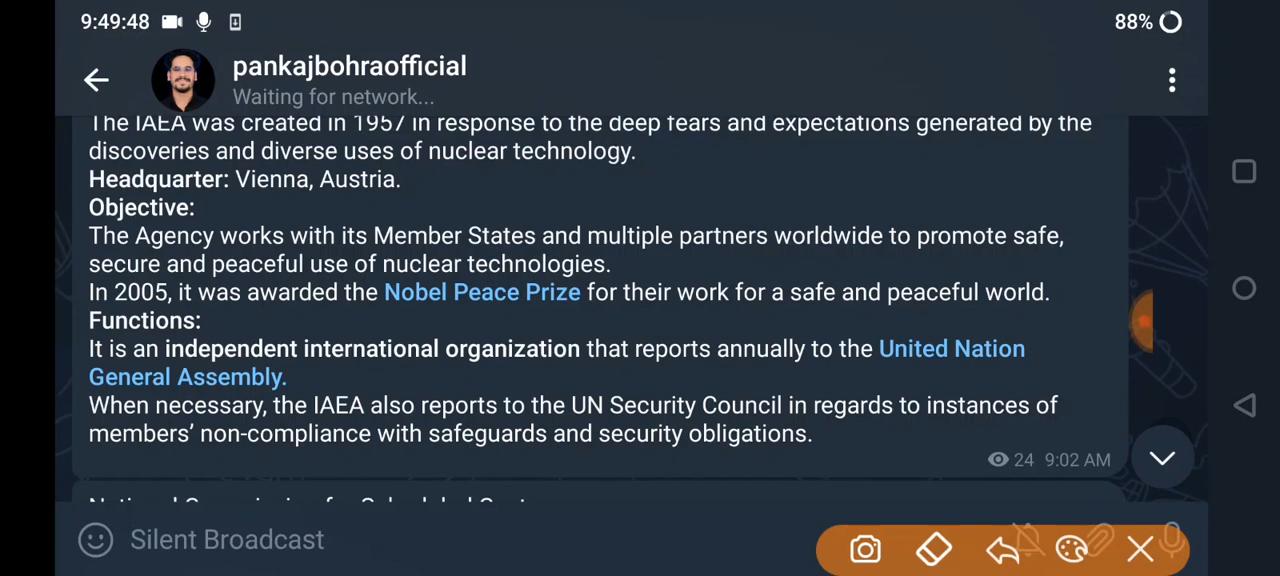 9:49:48
88%
pankajbohraofficial
Waiting for network...
The IAEA was created in 1957 in response to the deep fears and expectations generated by the
discoveries and diverse uses of nuclear technology.
Headquarter: Vienna, Austria.
Objective:
The Agency works with its Member States and multiple partners worldwide to promote safe,
secure and peaceful use of nuclear technologies.
In 2005, it was awarded the Nobel Peace Prize for their work for a safe and peaceful world.
Functions:
It is an independent international organization that reports annually to the United Nation
General Assembly.
When necessary, the IAEA also reports to the UN Security Council in regards to instances of
members’ non-compliance with safeguards and security obligations.
24 9:02 AM
National Commission for Scheduled Caste
Silent Broadcast